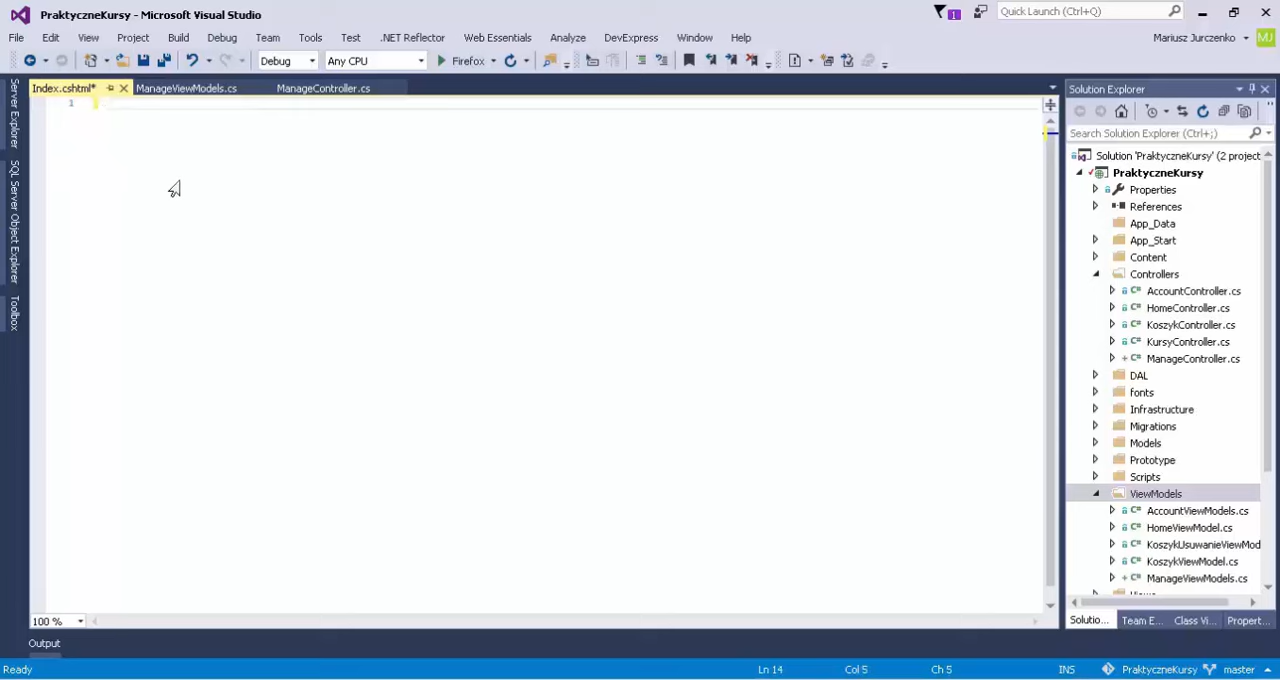 PraktyczneKursy - Microsoft Visual Studio
1
Quick Launch (Ctrl+Q)
File Edit View Project Build Debug Team Tools Test .NET Reflector Web Essentials Analyze DevExpress Window Help
Mariusz Jurczenko
MJ
Debug
Any CPU
Firefox
Index.cshtml*
ManageViewModels.cs
ManageController.cs
Server Explorer
SQL Server Object Explorer
Toolbox
1
Solution Explorer
Search Solution Explorer (Ctrl+;)
Solution 'PraktyczneKursy' (2 project
PraktyczneKursy
Properties
References
App_Data
App_Start
Content
Controllers
AccountController.cs
HomeController.cs
KoszykController.cs
KursyController.cs
ManageController.cs
DAL
fonts
Infrastructure
Migrations
Models
Prototype
Scripts
ViewModels
AccountViewModels.cs
HomeViewModel.cs
KoszykUsuwanieViewMod
KoszykViewModel.cs
ManageViewModels.cs
100 %
Solutio... Team E... Class Vi... Propert...
Output
Ready
Ln 14
Col 5
Ch 5
INS
PraktyczneKursy
master